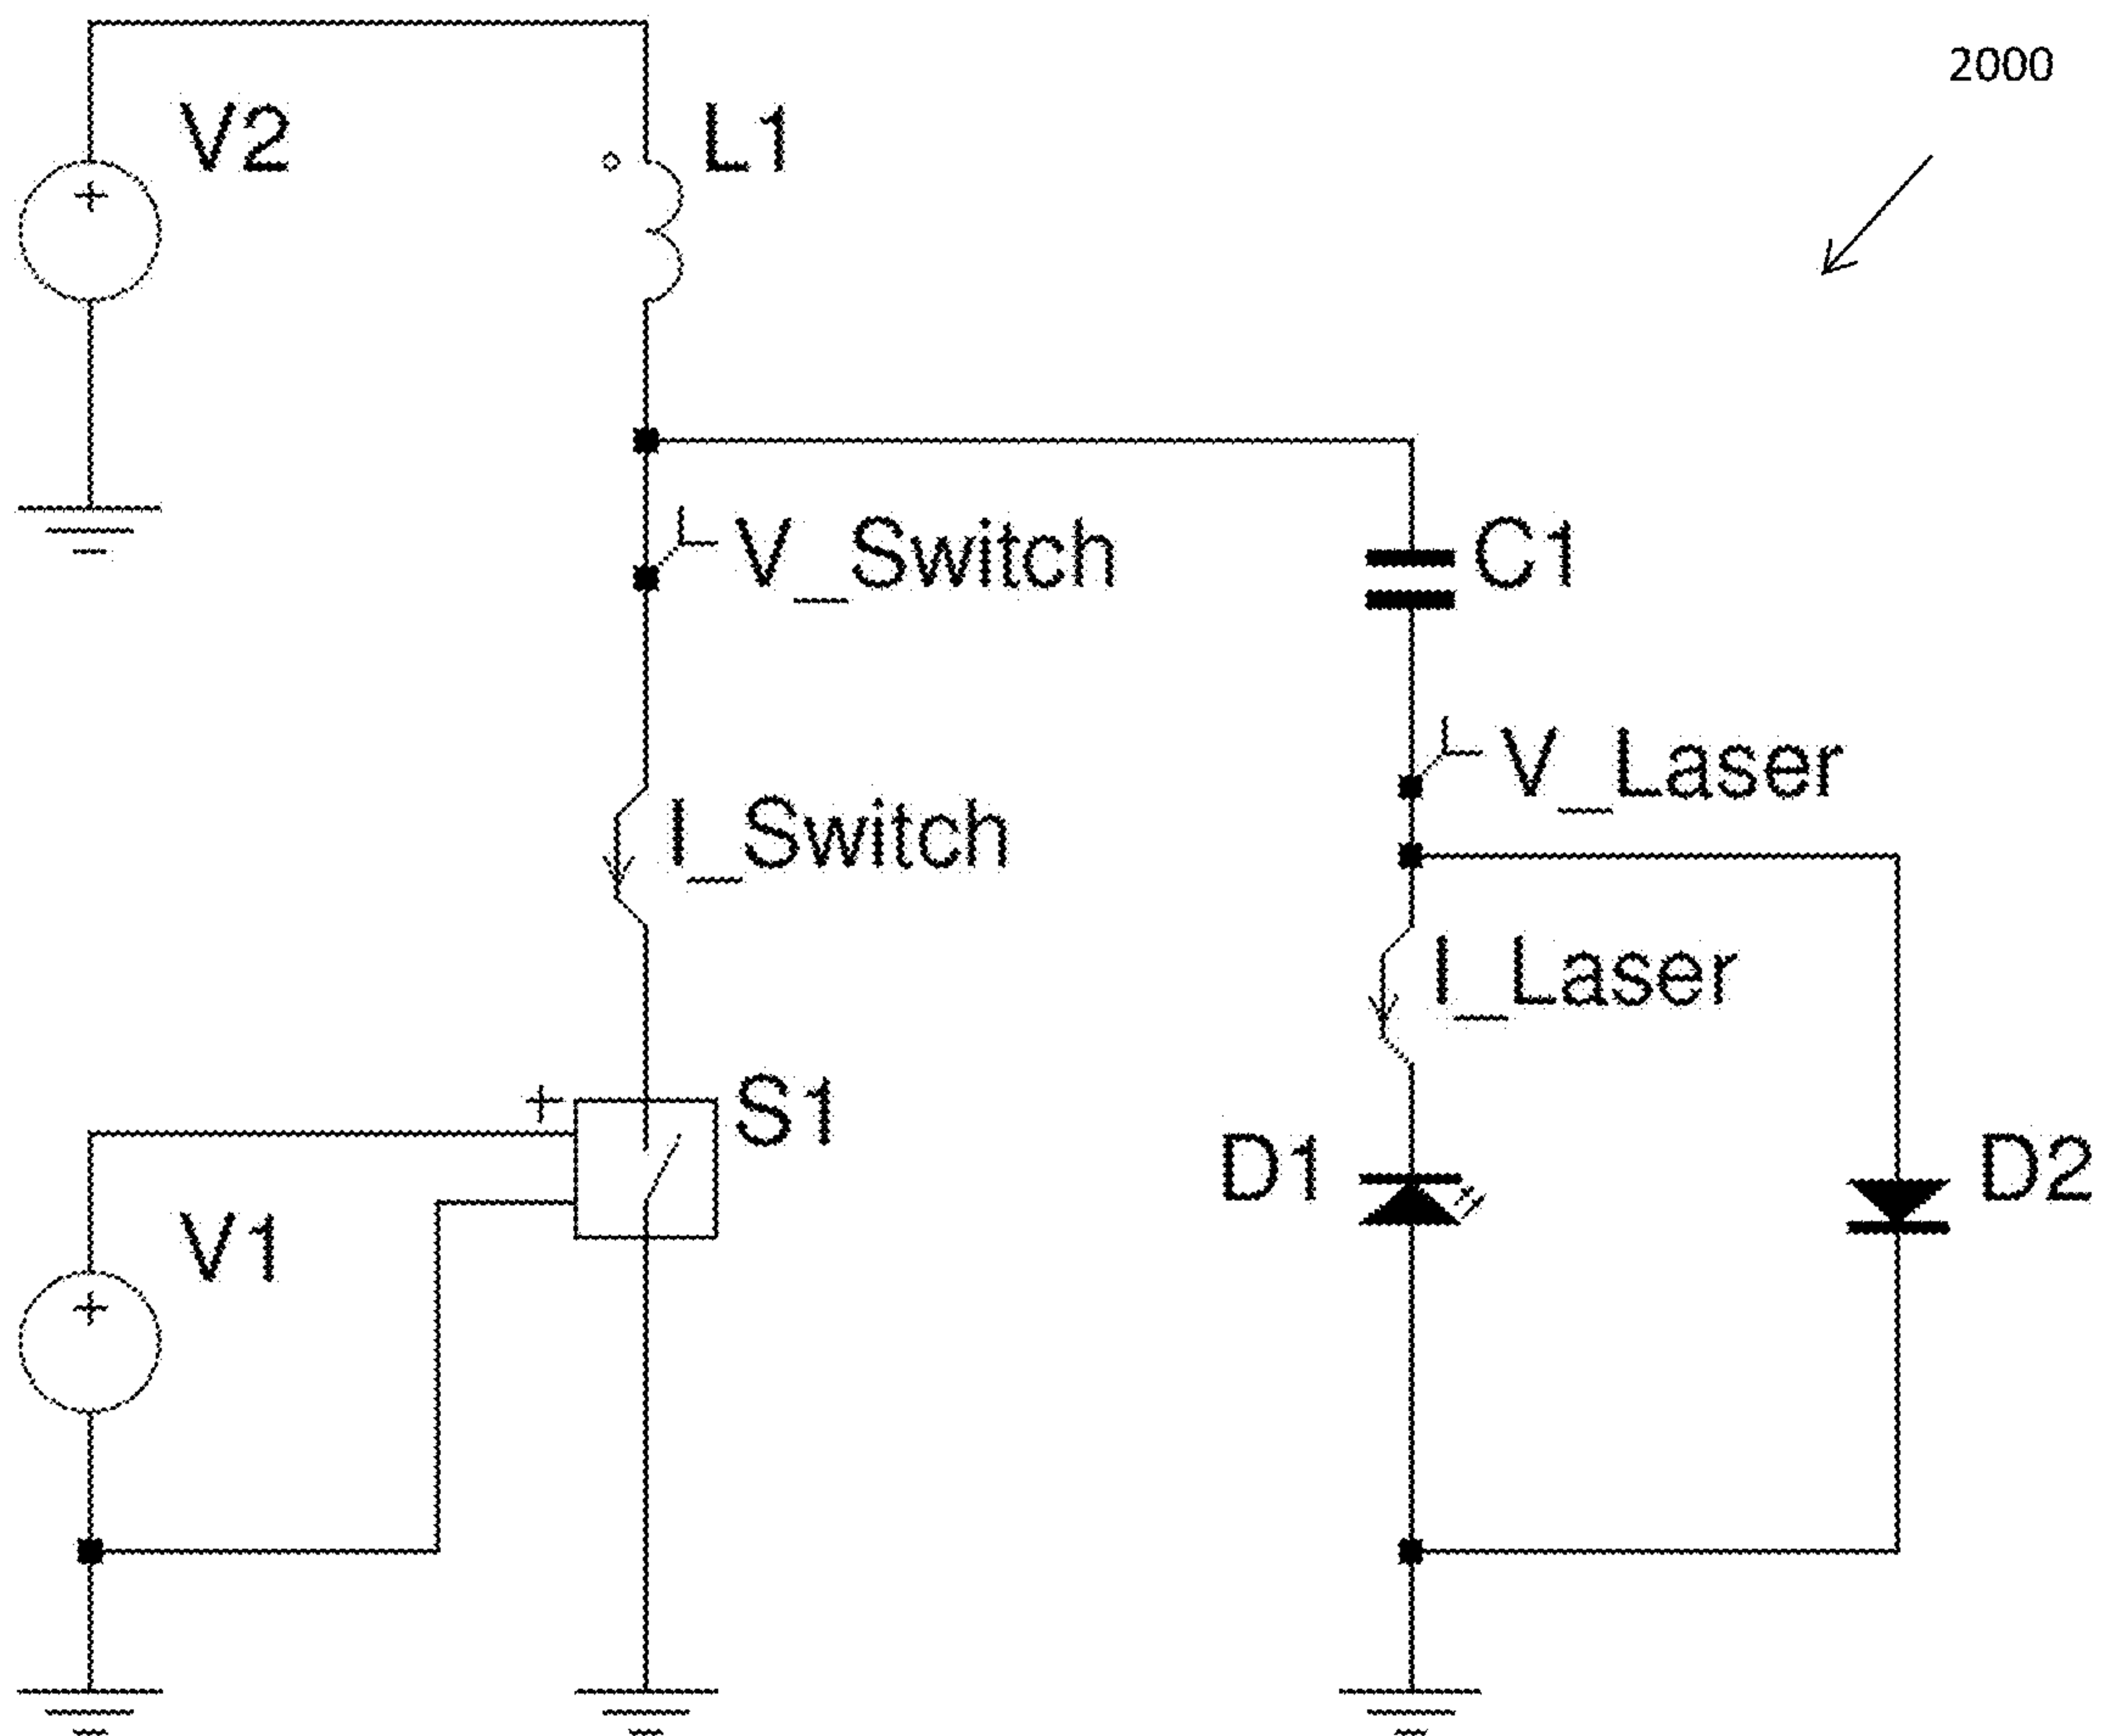 2000
V2
L1
V_Switch
C1
V_Laser
I_Switch
I_Laser
+
S1
D1
D2
V1
+
+